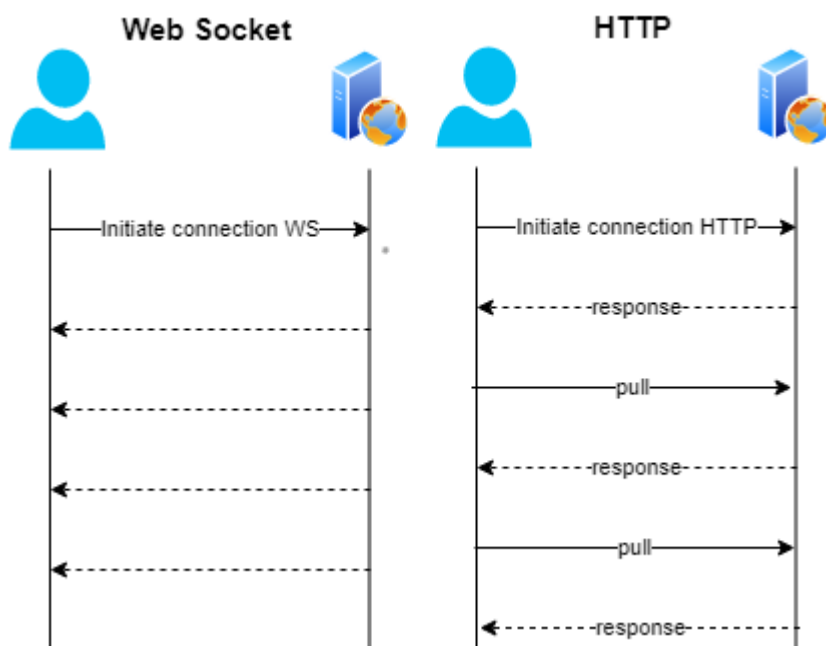 Web Socket
HTTP
Initiate connection WS
Initiate connection HTTP
response
pull
response
pull
response